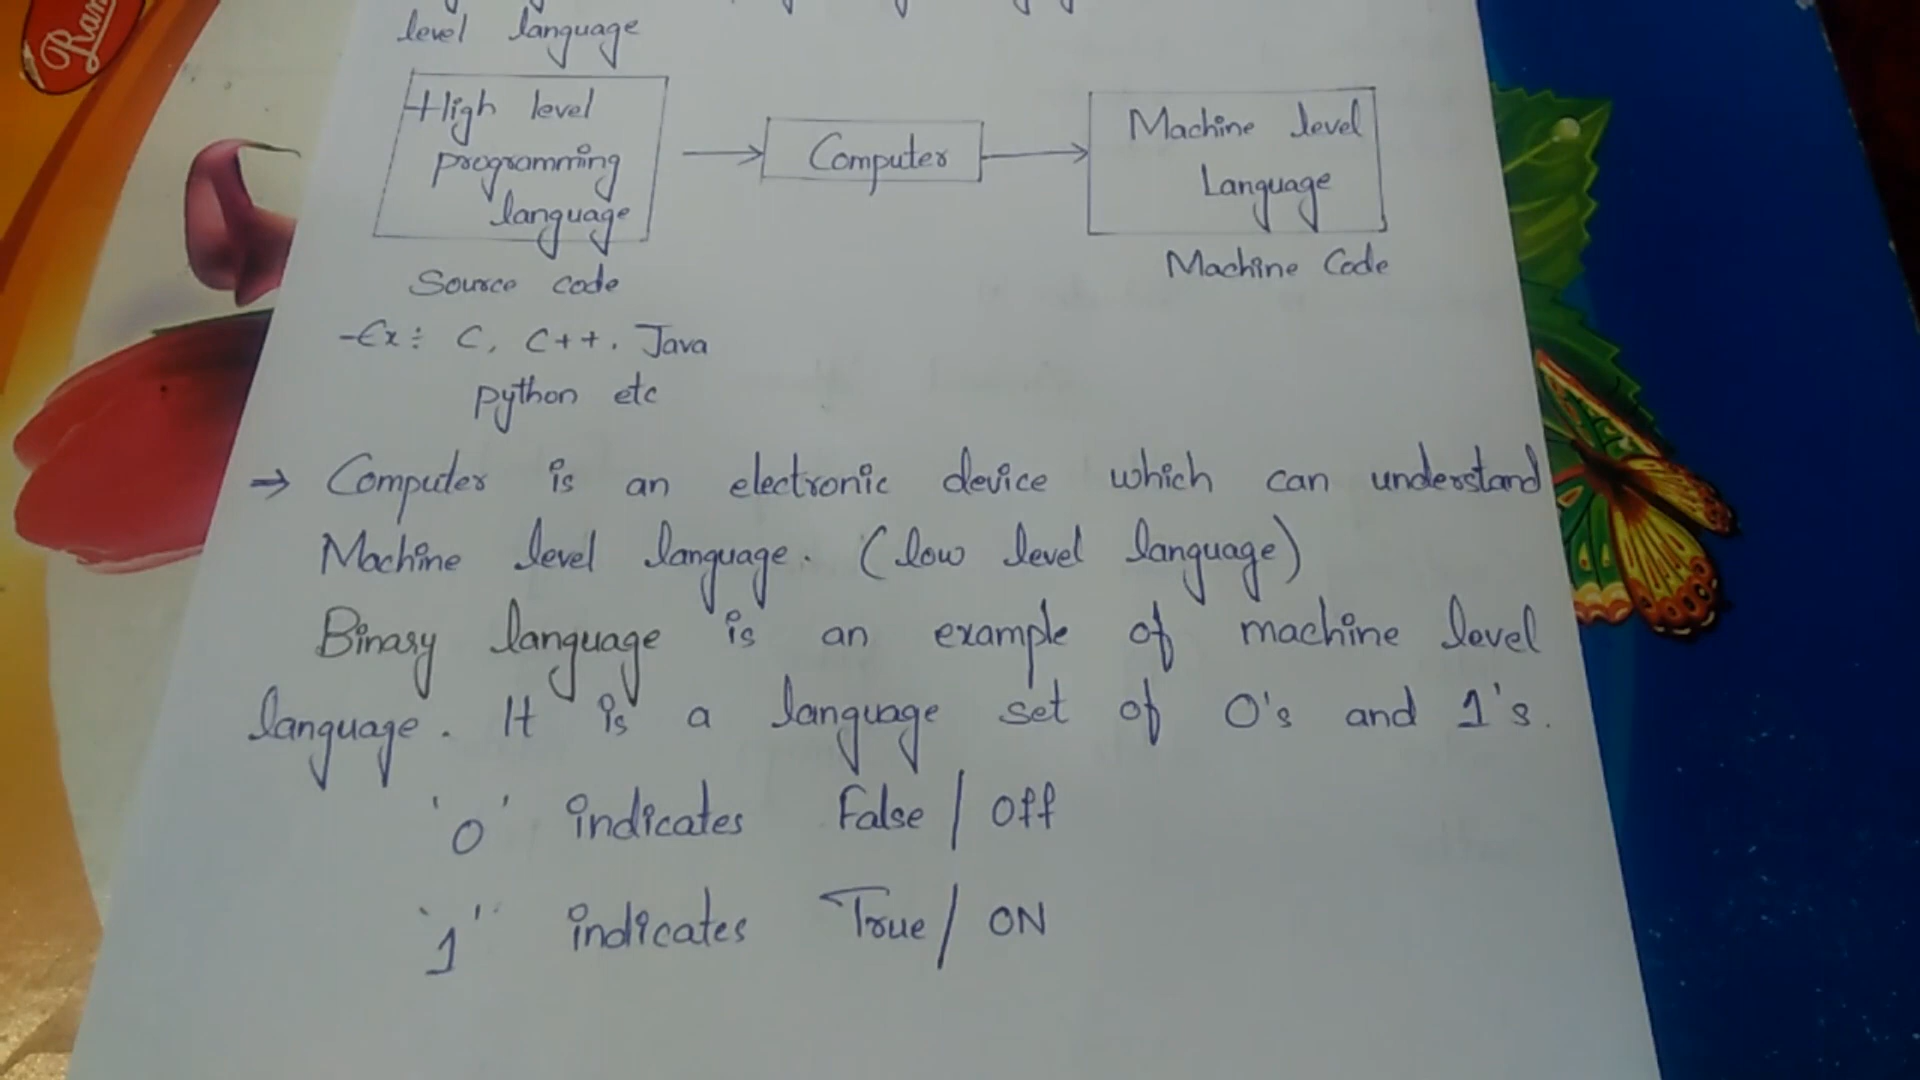 level language
High level
programming
language
Computer
Machine level
Language
Source code
Machine Code
Ex: C, C++, Java
python etc
→ Computer is an electronic device which can understand
Machine level language. (low level language)
Binary language is an example of machine level
language. It is a language set of 0's and 1's.
'0' indicates False / Off
'1' indicates True / ON